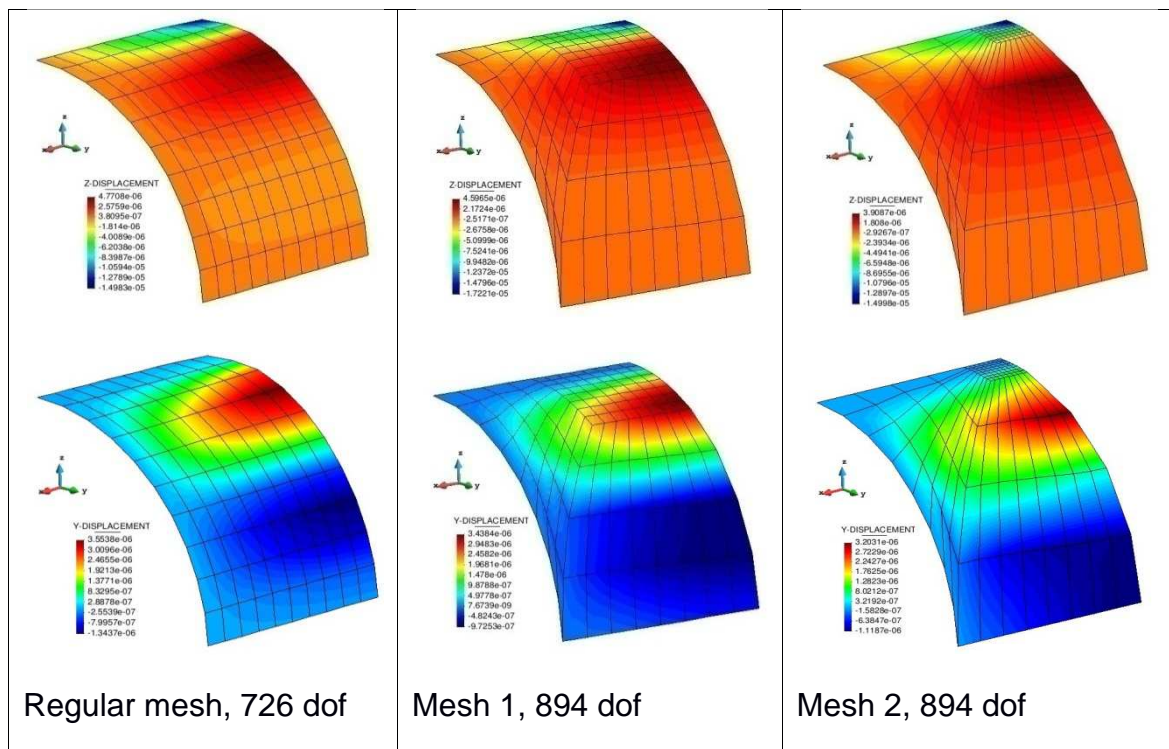 z
x
y
Z-DISPLACEMENT
4.7708e-06
2.5759e-06
3.8095e-07
-1.814e-06
-4.0089e-06
-6.2038e-06
-8.3987e-06
-1.0594e-05
-1.2789e-05
-1.4983e-05
z
x
y
Z-DISPLACEMENT
4.5965e-06
2.1724e-06
-2.5171e-07
-2.6758e-06
-5.0999e-06
-7.5241e-06
-9.9482e-06
-1.2372e-05
-1.4796e-05
-1.7221e-05
z
x
y
Z-DISPLACEMENT
3.9087e-06
1.808e-06
-2.9267e-07
-2.3934e-06
-4.4941e-06
-6.5948e-06
-8.6955e-06
-1.0796e-05
-1.2897e-05
-1.4998e-05
z
x
y
Y-DISPLACEMENT
3.5538e-06
3.0096e-06
2.4655e-06
1.9213e-06
1.3771e-06
8.3295e-07
2.8878e-07
-2.5539e-07
-7.9957e-07
-1.3437e-06
z
x
y
Y-DISPLACEMENT
3.4384e-06
2.9483e-06
2.4582e-06
1.9681e-06
1.478e-06
9.8788e-07
4.9778e-07
7.6739e-09
-4.8243e-07
-9.7253e-07
z
x
y
Y-DISPLACEMENT
3.2031e-06
2.7229e-06
2.2427e-06
1.7625e-06
1.2823e-06
8.0212e-07
3.2192e-07
-1.5828e-07
-6.3847e-07
-1.1187e-06
Regular mesh, 726 dof
Mesh 1, 894 dof
Mesh 2, 894 dof